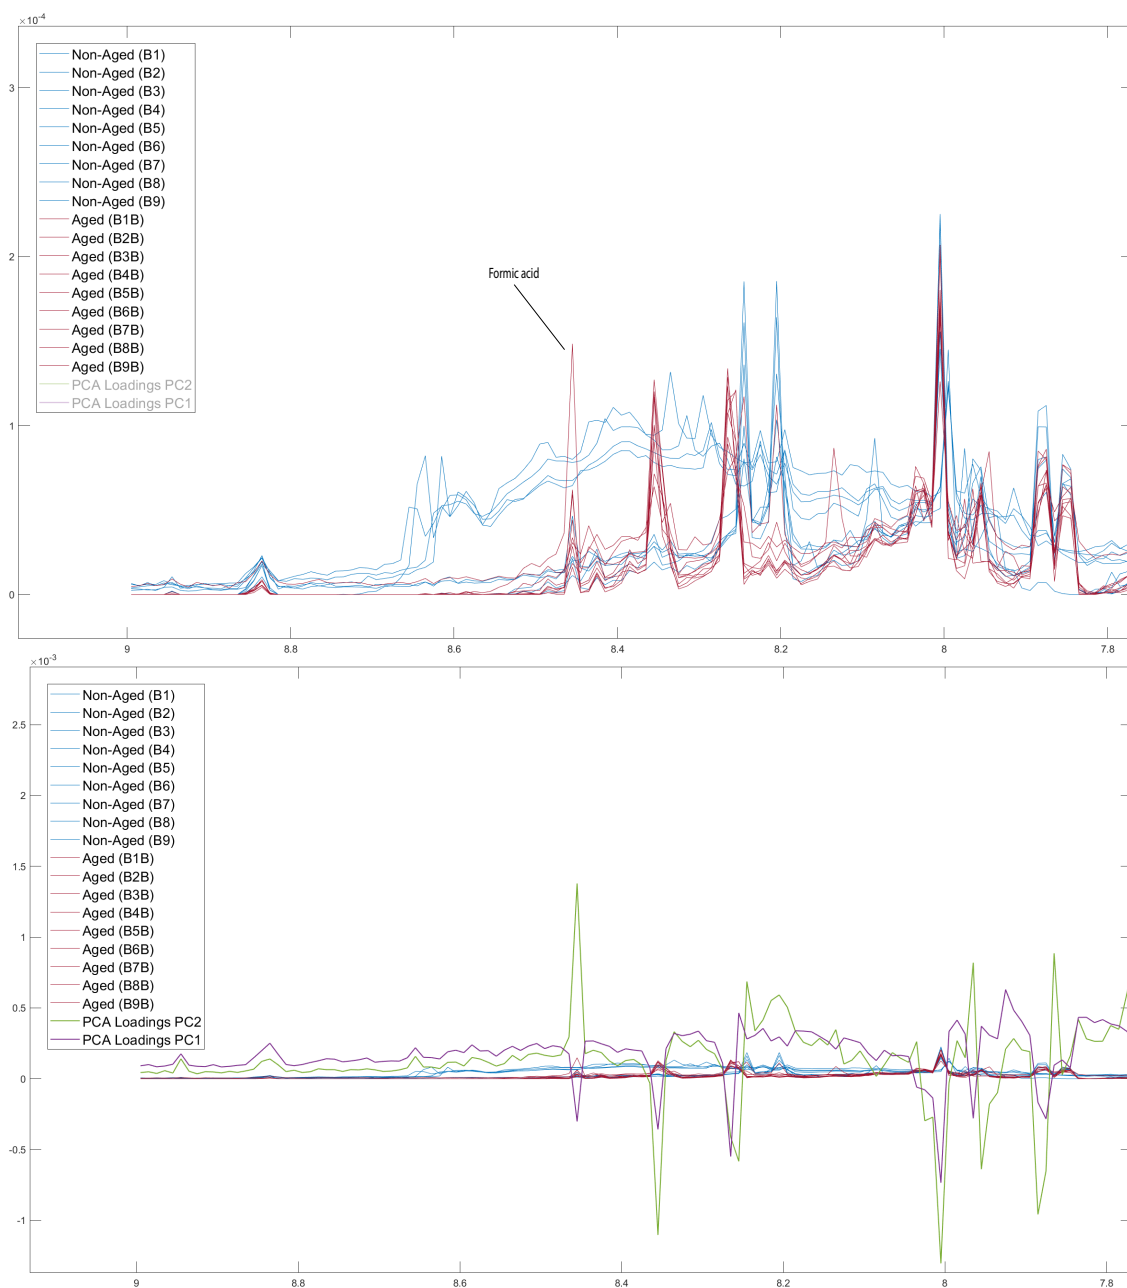 ×10⁻⁴
3
2
1
0
Non-Aged (B1)
Non-Aged (B2)
Non-Aged (B3)
Non-Aged (B4)
Non-Aged (B5)
Non-Aged (B6)
Non-Aged (B7)
Non-Aged (B8)
Non-Aged (B9)
Aged (B1B)
Aged (B2B)
Aged (B3B)
Aged (B4B)
Aged (B5B)
Aged (B6B)
Aged (B7B)
Aged (B8B)
Aged (B9B)
PCA Loadings PC2
PCA Loadings PC1
Formic acid
9 8.8 8.6 8.4 8.2 8 7.8
×10⁻³
2.5
2
1.5
1
0.5
0
-0.5
-1
Non-Aged (B1)
Non-Aged (B2)
Non-Aged (B3)
Non-Aged (B4)
Non-Aged (B5)
Non-Aged (B6)
Non-Aged (B7)
Non-Aged (B8)
Non-Aged (B9)
Aged (B1B)
Aged (B2B)
Aged (B3B)
Aged (B4B)
Aged (B5B)
Aged (B6B)
Aged (B7B)
Aged (B8B)
Aged (B9B)
PCA Loadings PC2
PCA Loadings PC1
9 8.8 8.6 8.4 8.2 8 7.8